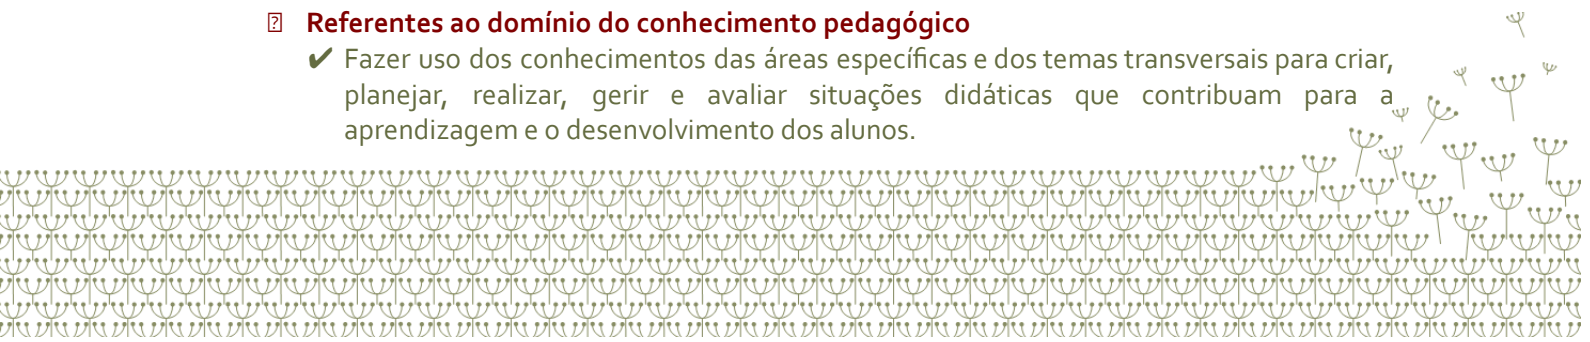 Referentes ao domínio do conhecimento pedagógico
✔ Fazer uso dos conhecimentos das áreas específicas e dos temas transversais para criar,
planejar, realizar, gerir e avaliar situações didáticas que contribuam para a
aprendizagem e o desenvolvimento dos alunos.